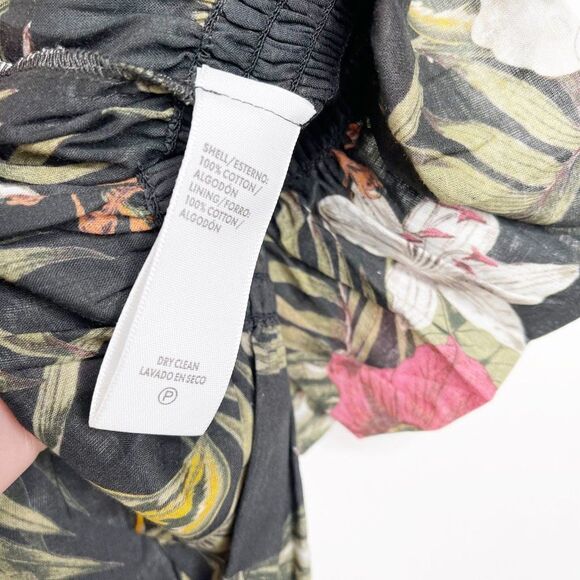 SHELL/ESTERNO:
100% COTTON/
ALGODÓN
LINING/FORRO:
100% COTTON/
ALGODÓN
DRY CLEAN
LAVADO EN SECO
P